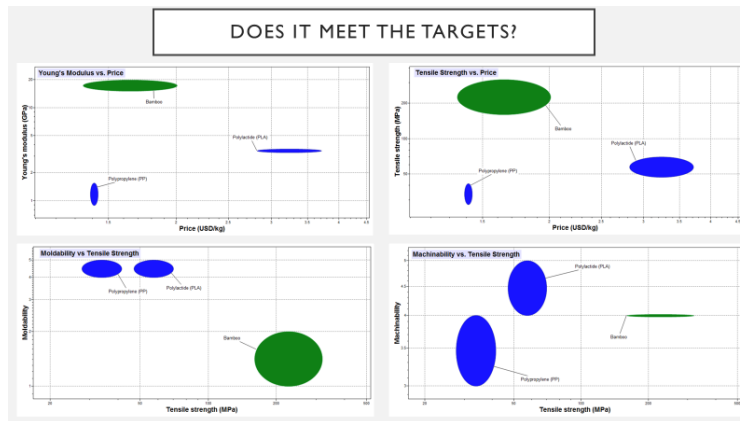 DOES IT MEET THE TARGETS?
Young's Modulus vs. Price
Young's modulus (GPa)
Bamboo
Polylactide (PLA)
Polypropylene (PP)
Price (USD/kg)
Tensile Strength vs. Price
Tensile strength (MPa)
Bamboo
Polylactide (PLA)
Polypropylene (PP)
Price (USD/kg)
Moldability vs Tensile Strength
Moldability
Polypropylene (PP)
Polylactide (PLA)
Bamboo
Tensile strength (MPa)
Machinability vs. Tensile Strength
Machinability
Polylactide (PLA)
Bamboo
Polypropylene (PP)
Tensile strength (MPa)